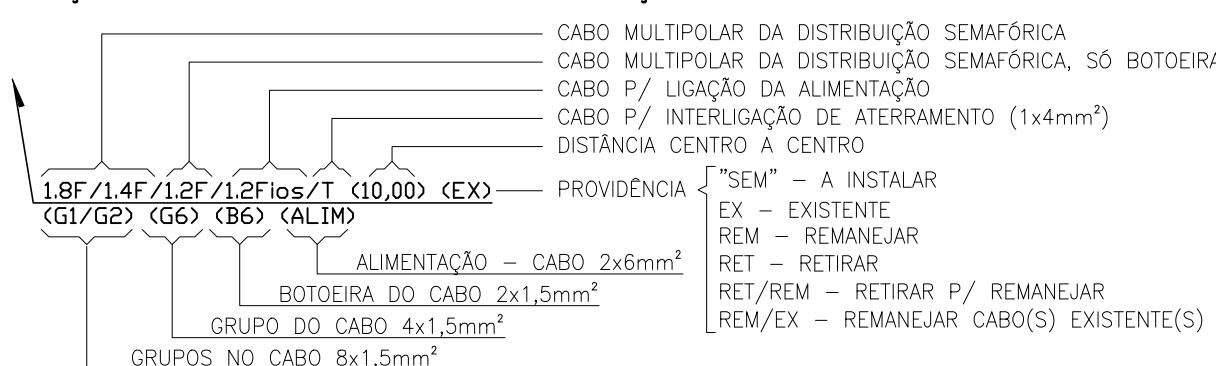 CABO MULTIPOLAR DA DISTRIBUIÇÃO SEMAFÓRICA
CABO MULTIPOLAR DA DISTRIBUIÇÃO SEMAFÓRICA, SÓ BOTOEIRA
CABO P/ LIGAÇÃO DA ALIMENTAÇÃO
CABO P/ INTERLIGAÇÃO DE ATERRAMENTO (1x4mm²)
DISTÂNCIA CENTRO A CENTRO
1.8F/1.4F/1.2F/1.2Fios/T (10,00) (EX)
(G1/G2) (G6) (B6) (ALIM)
PROVIDÊNCIA
"SEM" – A INSTALAR
EX – EXISTENTE
REM – REMANEJAR
RET – RETIRAR
RET/REM – RETIRAR P/ REMANEJAR
REM/EX – REMANEJAR CABO(S) EXISTENTE(S)
ALIMENTAÇÃO – CABO 2x6mm²
BOTOEIRA DO CABO 2x1,5mm²
GRUPO DO CABO 4x1,5mm²
GRUPOS NO CABO 8x1,5mm²